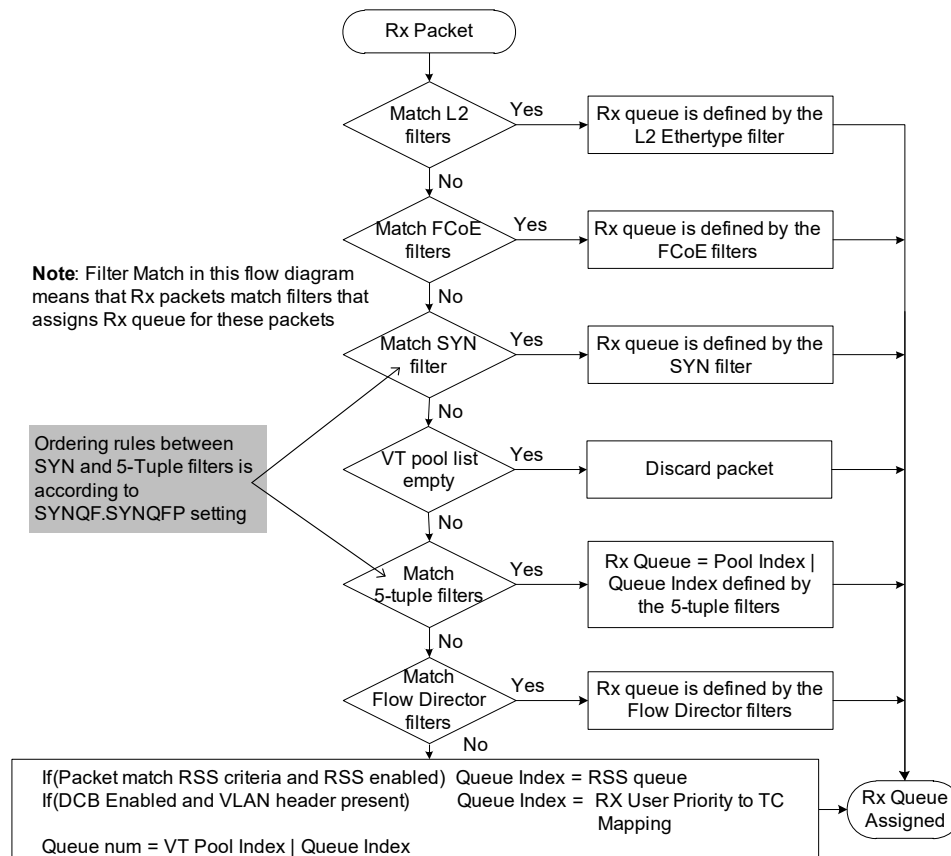 Rx Packet
Match L2
filters
Yes
Rx queue is defined by the
L2 Ethertype filter
No
Match FCoE
filters
Yes
Rx queue is defined by the
FCoE filters
Note: Filter Match in this flow diagram
means that Rx packets match filters that
assigns Rx queue for these packets
No
Match SYN
filter
Yes
Rx queue is defined by the
SYN filter
No
Ordering rules between
SYN and 5-Tuple filters is
according to
SYNQF.SYNQFP setting
VT pool list
empty
Yes
Discard packet
No
Match
5-tuple filters
Yes
Rx Queue = Pool Index |
Queue Index defined by
the 5-tuple filters
No
Match
Flow Director
filters
Yes
Rx queue is defined by the
Flow Director filters
No
If(Packet match RSS criteria and RSS enabled) Queue Index = RSS queue
If(DCB Enabled and VLAN header present) Queue Index = RX User Priority to TC
Mapping
Queue num = VT Pool Index | Queue Index
Rx Queue
Assigned